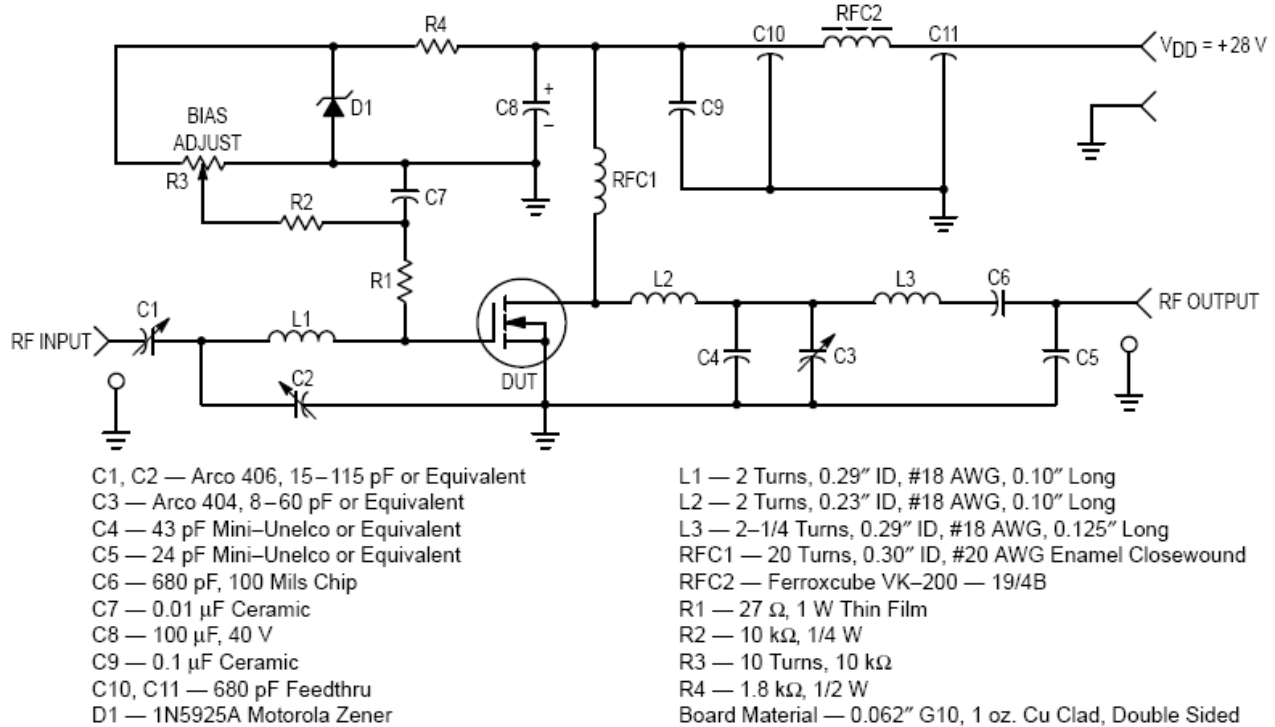 RFC2
R4
C10
C11
V_DD = +28 V
D1
C8
+
–
C9
BIAS
ADJUST
R3
C7
RFC1
R2
R1
L2
L3
C6
C1
L1
RF OUTPUT
RF INPUT
C4
C3
C5
C2
DUT
C1, C2 — Arco 406, 15–115 pF or Equivalent
C3 — Arco 404, 8–60 pF or Equivalent
C4 — 43 pF Mini–Unelco or Equivalent
C5 — 24 pF Mini–Unelco or Equivalent
C6 — 680 pF, 100 Mils Chip
C7 — 0.01 μF Ceramic
C8 — 100 μF, 40 V
C9 — 0.1 μF Ceramic
C10, C11 — 680 pF Feedthru
D1 — 1N5925A Motorola Zener
L1 — 2 Turns, 0.29″ ID, #18 AWG, 0.10″ Long
L2 — 2 Turns, 0.23″ ID, #18 AWG, 0.10″ Long
L3 — 2–1/4 Turns, 0.29″ ID, #18 AWG, 0.125″ Long
RFC1 — 20 Turns, 0.30″ ID, #20 AWG Enamel Closewound
RFC2 — Ferroxcube VK–200 — 19/4B
R1 — 27 Ω, 1 W Thin Film
R2 — 10 kΩ, 1/4 W
R3 — 10 Turns, 10 kΩ
R4 — 1.8 kΩ, 1/2 W
Board Material — 0.062″ G10, 1 oz. Cu Clad, Double Sided